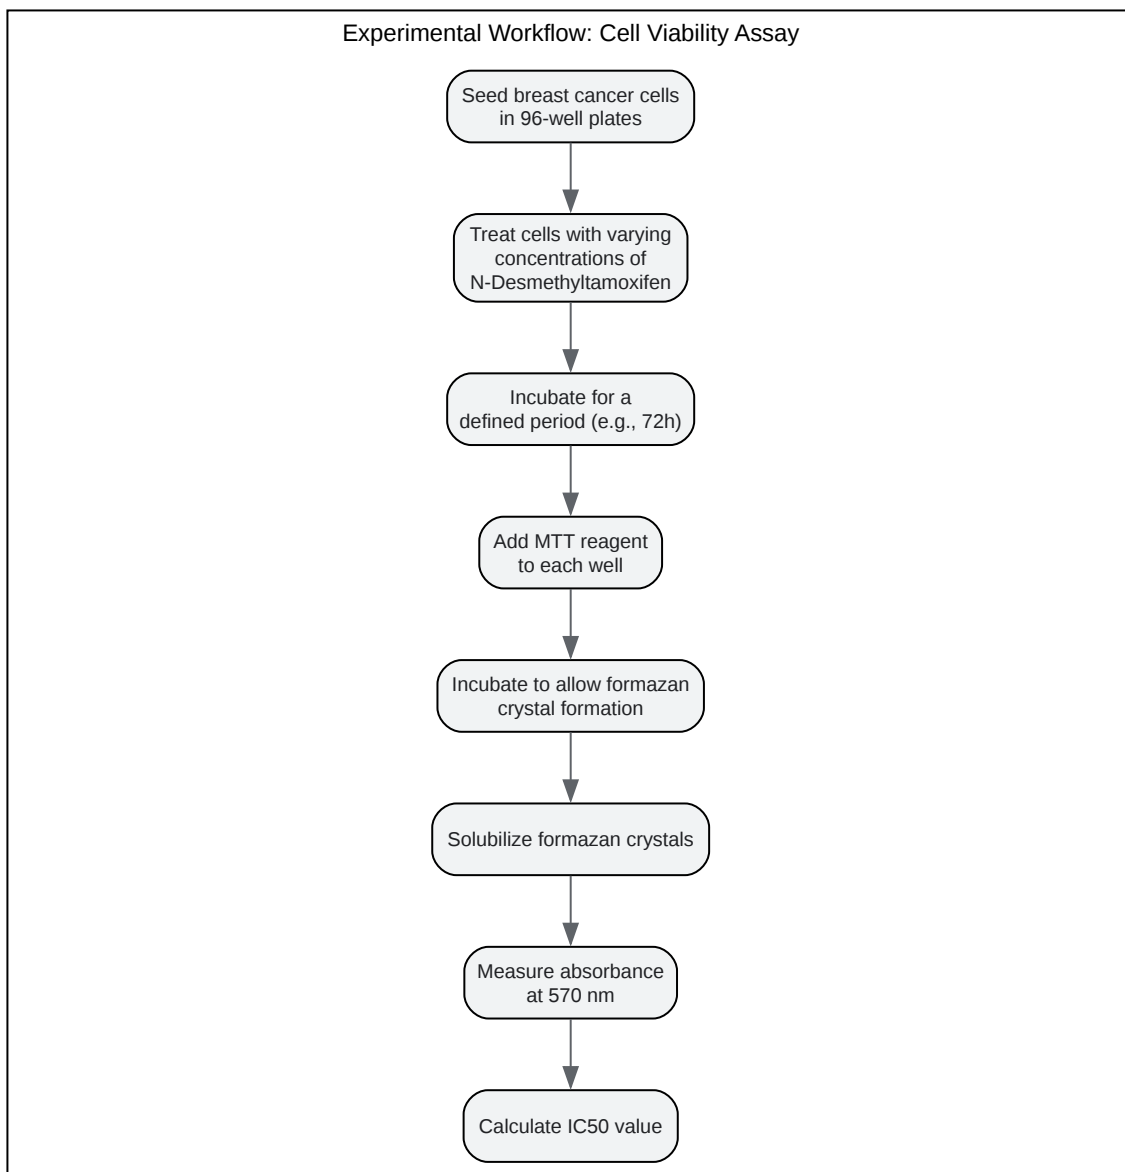 Experimental Workflow: Cell Viability Assay
Seed breast cancer cells
in 96-well plates
Treat cells with varying
concentrations of
N-Desmethyltamoxifen
Incubate for a
defined period (e.g., 72h)
Add MTT reagent
to each well
Incubate to allow formazan
crystal formation
Solubilize formazan crystals
Measure absorbance
at 570 nm
Calculate IC50 value